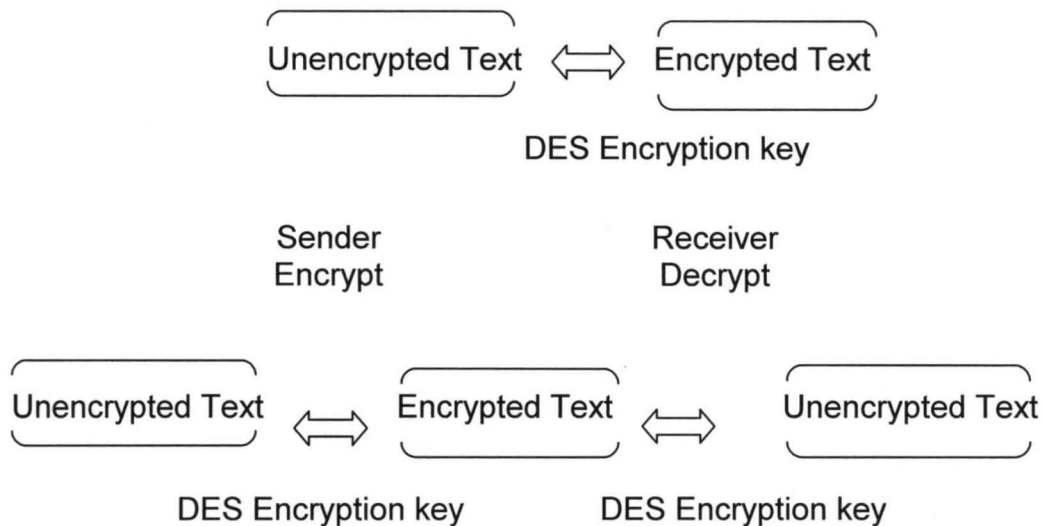 Unencrypted Text Encrypted Text
DES Encryption key
Sender Receiver
Encrypt Decrypt
Unencrypted Text Encrypted Text Unencrypted Text
DES Encryption key DES Encryption key